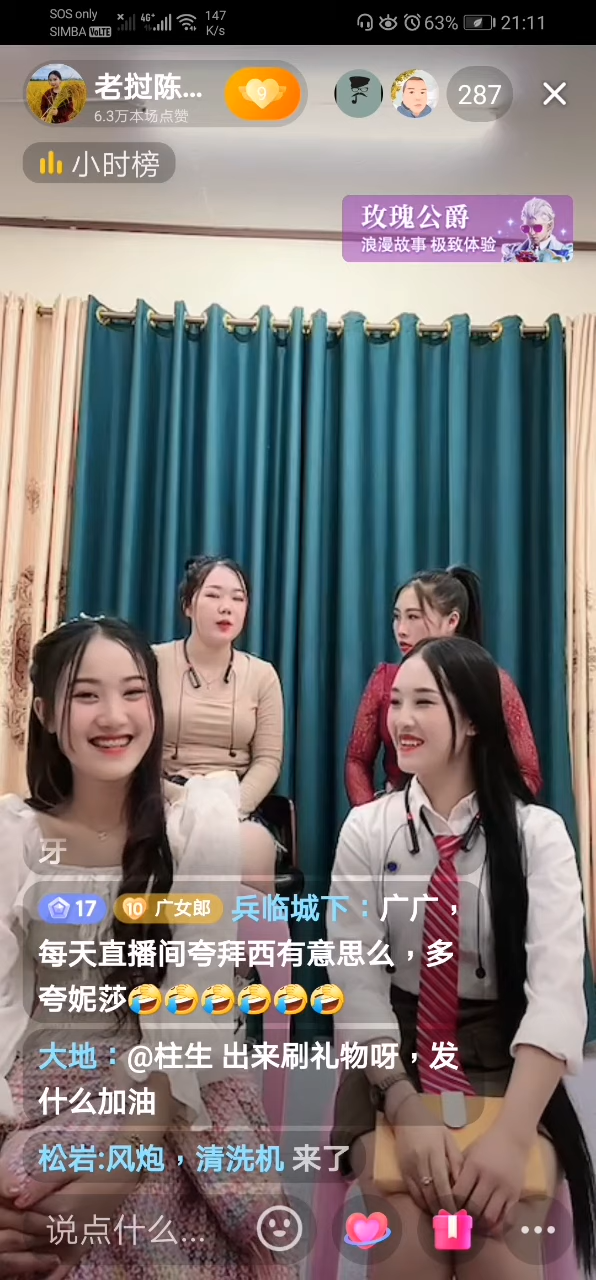 SOS only
SIMBA VoLTE
4G+
147
K/s
63%
21:11
老挝陈...
6.3万本场点赞
9
287
小时榜
玫瑰公爵
浪漫故事 极致体验
牙
17 10 广女郎 兵临城下：广广，
每天直播间夸拜西有意思么，多
夸妮莎🤣🤣🤣🤣🤣🤣
大地：@柱生 出来刷礼物呀，发
什么加油
松岩:风炮，清洗机 来了
说点什么...